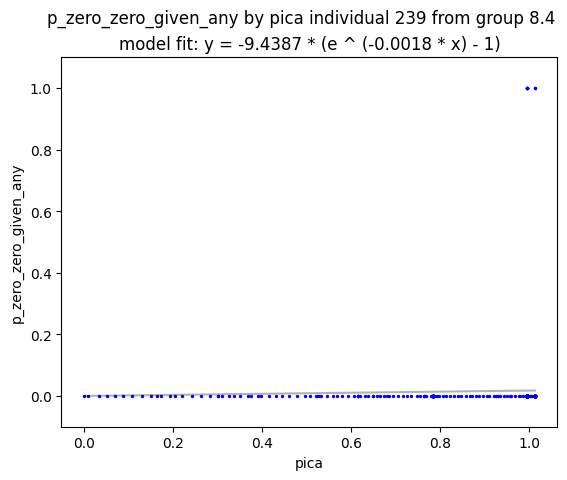 p_zero_zero_given_any by pica individual 239 from group 8.4
model fit: y = -9.4387 * (e ^ (-0.0018 * x) - 1)
p_zero_zero_given_any
1.0
0.8
0.6
0.4
0.2
0.0
0.0 0.2 0.4 0.6 0.8 1.0
pica